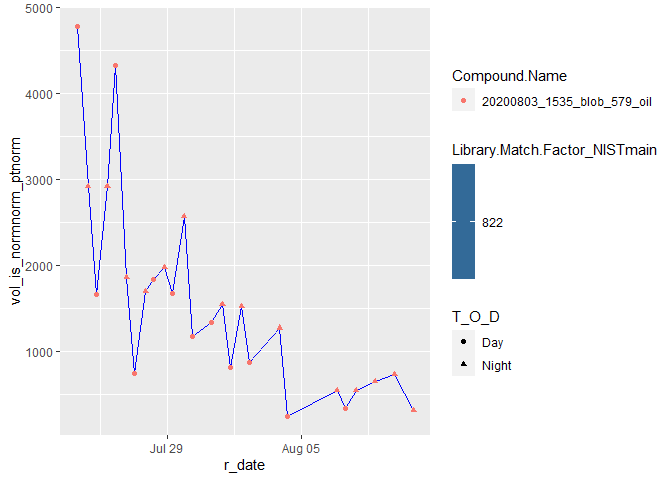 5000
4000
3000
2000
1000
vol_is_normnorm_ptnorm
Jul 29
Aug 05
r_date
Compound.Name
20200803_1535_blob_579_oil
Library.Match.Factor_NISTmain
822
T_O_D
Day
Night